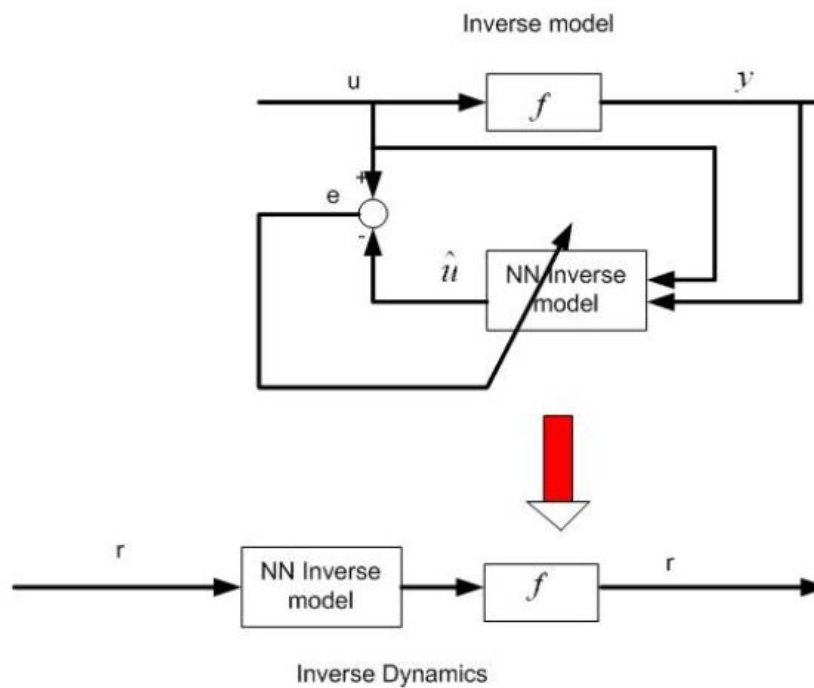 Inverse model
u
f
y
+
e
-
û
NN Inverse
model
r
NN Inverse
model
f
r
Inverse Dynamics